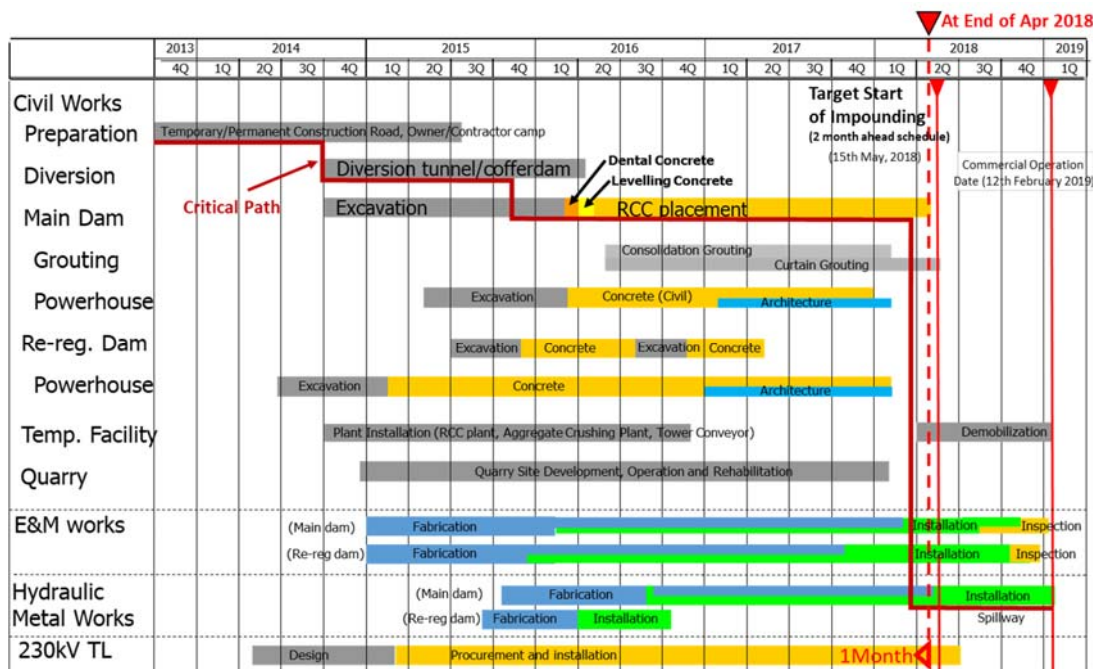 At End of Apr 2018
2013 2014 2015 2016 2017 2018 2019
4Q 1Q 2Q 3Q 4Q 1Q 2Q 3Q 4Q 1Q 2Q 3Q 4Q 1Q 2Q 3Q 4Q 1Q 2Q 3Q 4Q 1Q
Civil Works
Target Start
of Impounding
(2 month ahead schedule)
(15th May, 2018)
Preparation Temporary/Permanent Construction Road, Owner/Contractor camp
Commercial Operation
Date (12th February 2019)
Diversion Diversion tunnel/cofferdam
Dental Concrete
Levelling Concrete
Critical Path
Main Dam Excavation RCC placement
Grouting Consolidation Grouting
Curtain Grouting
Powerhouse Excavation Concrete (Civil) Architecture
Re-reg. Dam Excavation Concrete Excavation Concrete
Powerhouse Excavation Concrete Architecture
Temp. Facility Plant Installation (RCC plant, Aggregate Crushing Plant, Tower Conveyor) Demobilization
Quarry Quarry Site Development, Operation and Rehabilitation
E&M works (Main dam) Fabrication Installation Inspection
(Re-reg dam) Fabrication Installation Inspection
Hydraulic (Main dam) Fabrication Installation
Metal Works (Re-reg dam) Fabrication Installation Spillway
230kV TL Design Procurement and installation 1Month